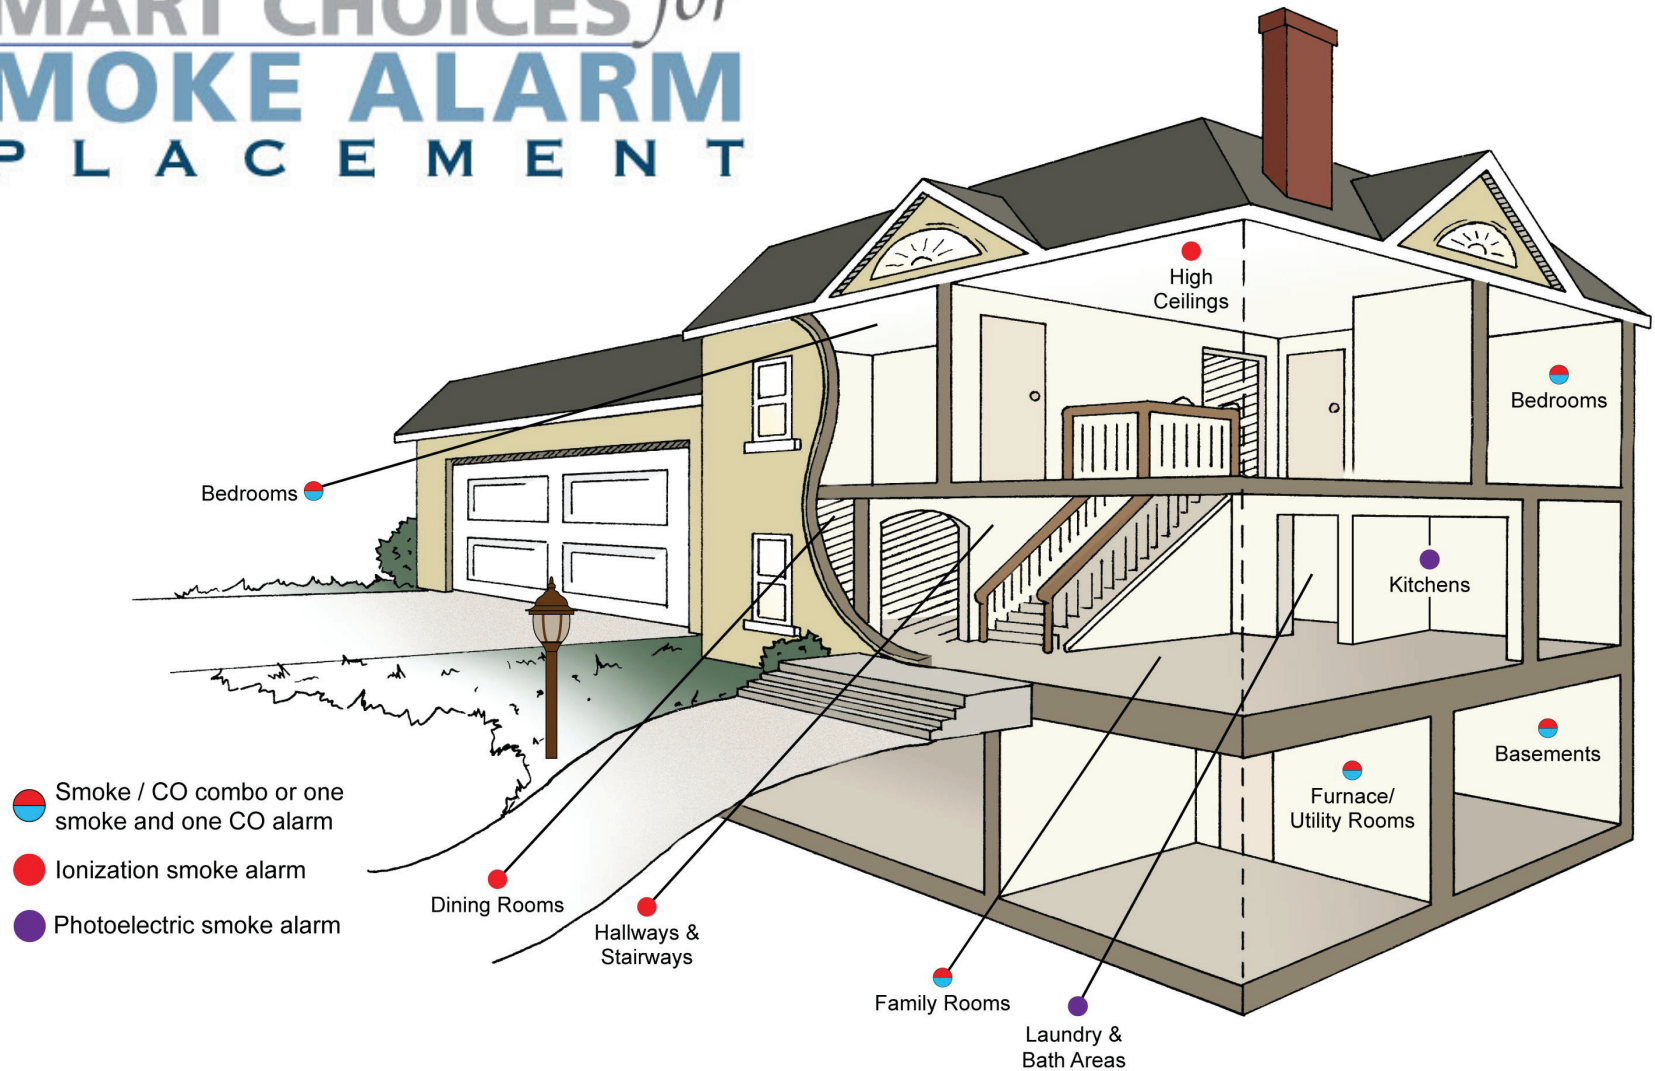 MART CHOICES for
MOKE ALARM
PLACEMENT
High
Ceilings
Bedrooms
Bedrooms
Kitchens
Basements
Furnace/
Utility Rooms
Smoke / CO combo or one
smoke and one CO alarm
Ionization smoke alarm
Photoelectric smoke alarm
Dining Rooms
Hallways &
Stairways
Family Rooms
Laundry &
Bath Areas